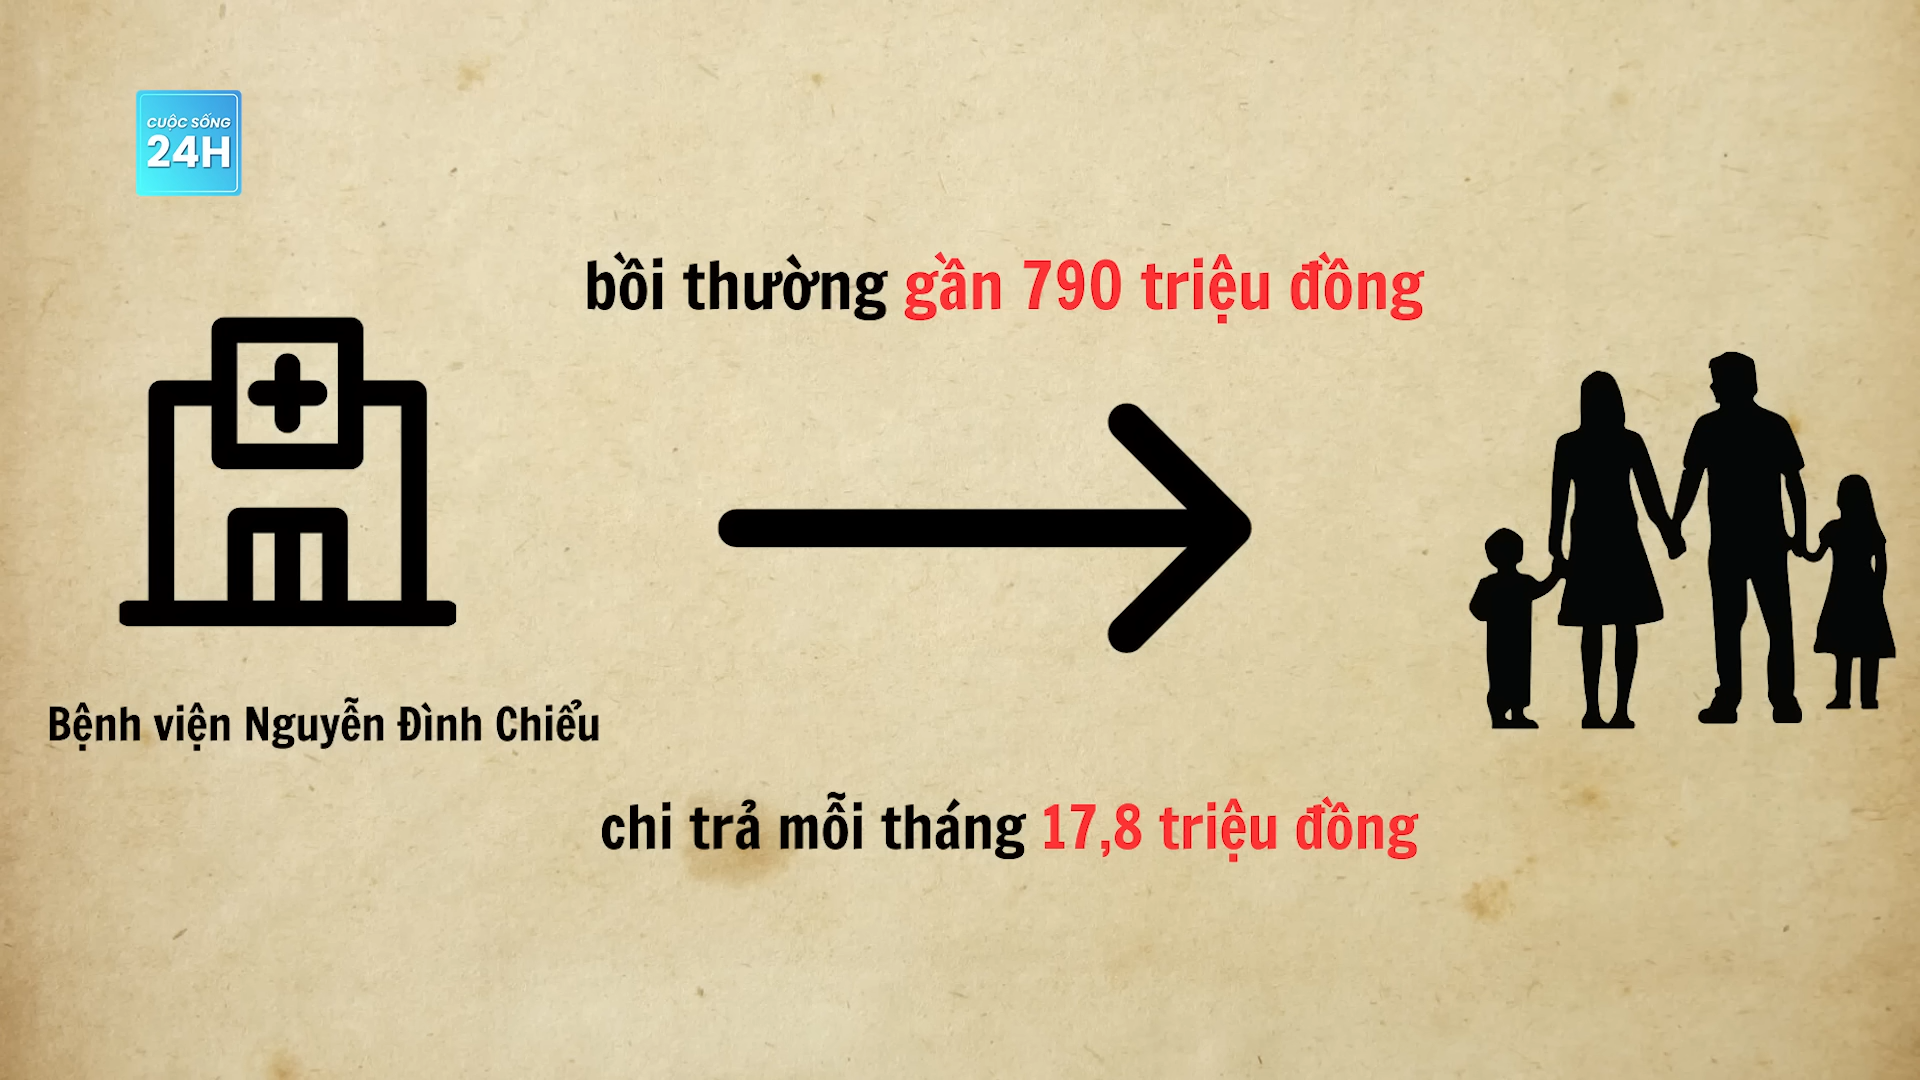 CUỘC SỐNG
24H
bồi thường gần 790 triệu đồng
Bệnh viện Nguyễn Đình Chiểu
chi trả mỗi tháng 17,8 triệu đồng